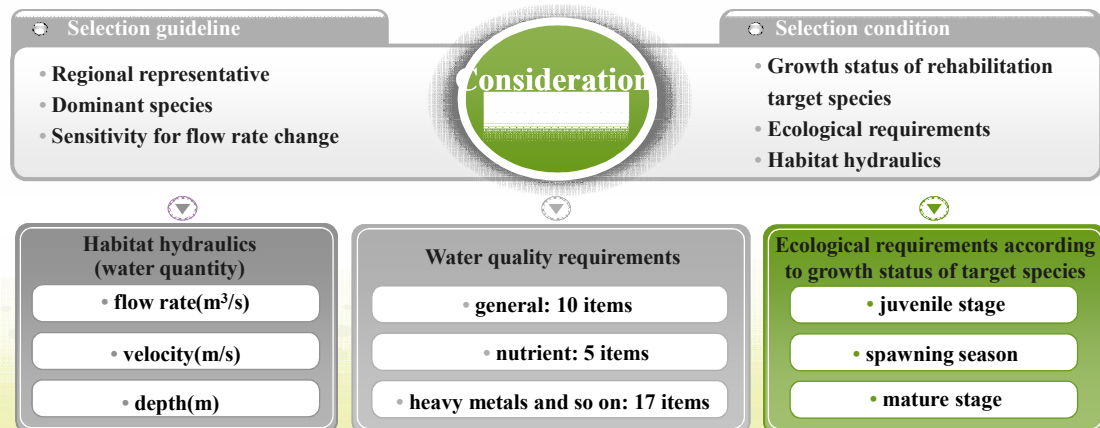 Selection guideline
• Regional representative
• Dominant species
• Sensitivity for flow rate change
Consideration
Selection condition
• Growth status of rehabilitation
target species
• Ecological requirements
• Habitat hydraulics
Habitat hydraulics
(water quantity)
• flow rate(m³/s)
• velocity(m/s)
• depth(m)
Water quality requirements
• general: 10 items
• nutrient: 5 items
• heavy metals and so on: 17 items
Ecological requirements according
to growth status of target species
• juvenile stage
• spawning season
• mature stage